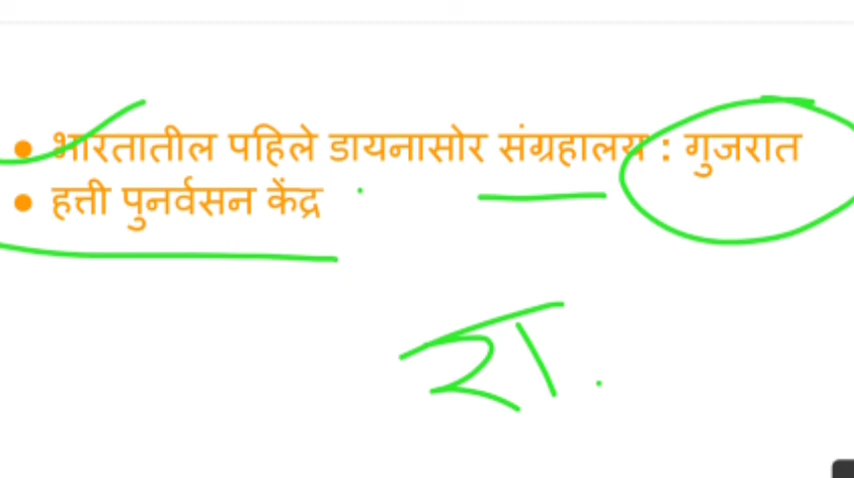 • भारतातील पहिले डायनासोर संग्रहालय : गुजरात
• हत्ती पुनर्वसन केंद्र
रा.